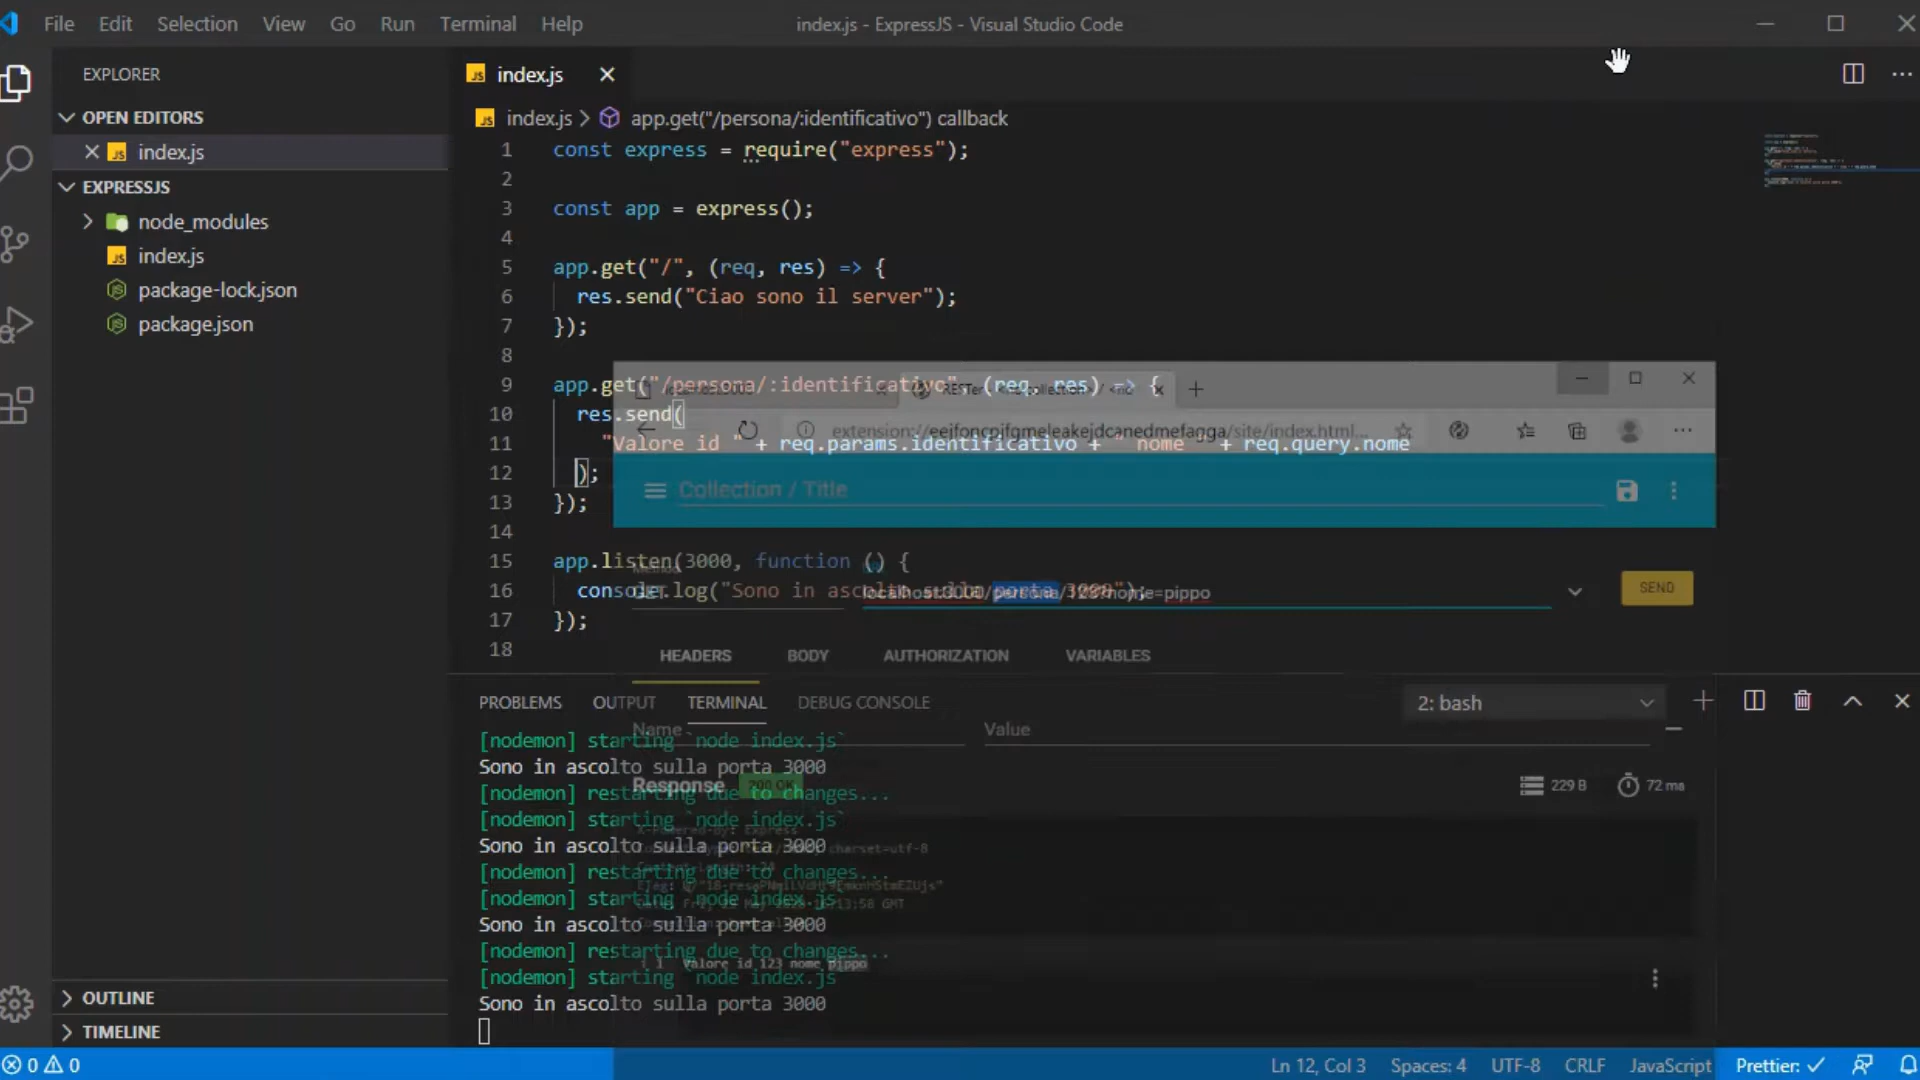 File Edit Selection View Go Run Terminal Help
index.js - ExpressJS - Visual Studio Code
EXPLORER
OPEN EDITORS
index.js
EXPRESSJS
node_modules
index.js
package-lock.json
package.json
OUTLINE
TIMELINE
index.js
index.js > app.get("/persona/:identificativo") callback
1 const express = require("express");
2
3 const app = express();
4
5 app.get("/", (req, res) => {
6 res.send("Ciao sono il server");
7 });
8
9 app.get("/persona/:identificativo", (req, res) => {
10 res.send(
11 "Valore id " + req.params.identificativo + " nome " + req.query.nome
12 );
13 });
14
15 app.listen(3000, function () {
16 console.log("Sono in ascolto sulla porta 3000");
17 });
18
extension://eejfoncpjfgmeleakejdcanedmefagga/site/index.html...
Collection / Title
localhost:3000/persona/123?nome=pippo
SEND
HEADERS BODY AUTHORIZATION VARIABLES
Name Value
Response 200 OK 229 B 72 ms
X-Powered-By: Express
charset=utf-8
Valore id 123 nome pippo
PROBLEMS OUTPUT TERMINAL DEBUG CONSOLE
2: bash
[nodemon] starting `node index.js`
Sono in ascolto sulla porta 3000
[nodemon] restarting due to changes...
[nodemon] starting `node index.js`
Sono in ascolto sulla porta 3000
[nodemon] restarting due to changes...
[nodemon] starting `node index.js`
Sono in ascolto sulla porta 3000
[nodemon] restarting due to changes...
[nodemon] starting `node index.js`
Sono in ascolto sulla porta 3000
0 0
Ln 12, Col 3 Spaces: 4 UTF-8 CRLF JavaScript Prettier: ✓